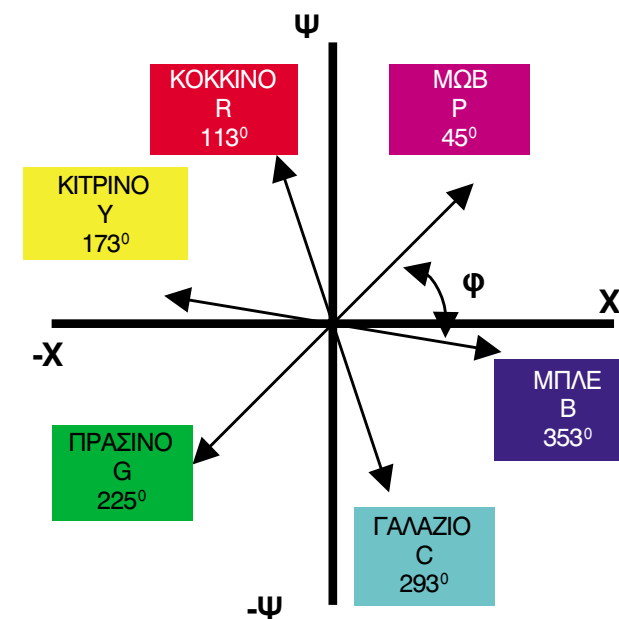 Ψ
ΚΟΚΚΙΝΟ
R
113⁰
ΜΩΒ
P
45⁰
ΚΙΤΡΙΝΟ
Y
173⁰
φ
X
-X
ΜΠΛΕ
B
353⁰
ΠΡΑΣΙΝΟ
G
225⁰
ΓΑΛΑΖΙΟ
C
293⁰
-Ψ